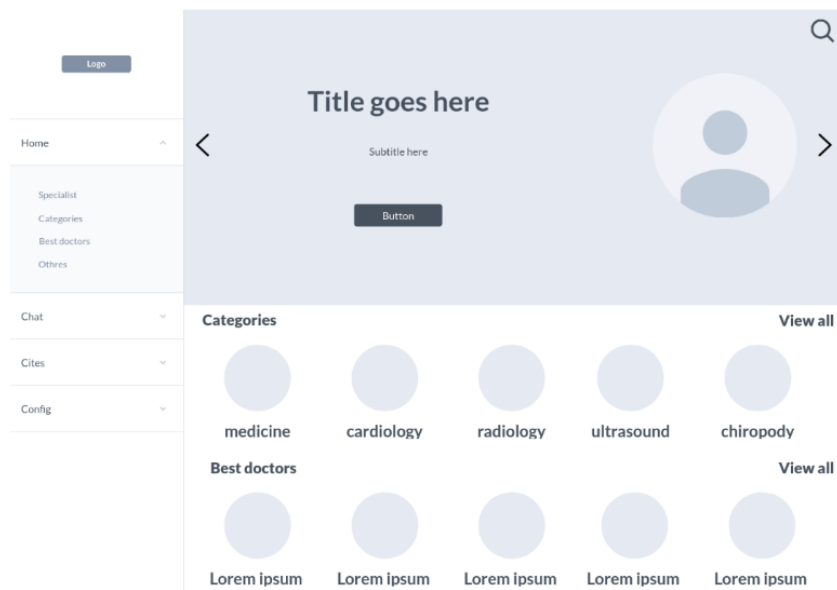 Logo
Home
Specialist
Categories
Best doctors
Othres
Chat
Cites
Config
Title goes here
Subtitle here
Button
Categories View all
medicine cardiology radiology ultrasound chiropody
Best doctors View all
Lorem ipsum Lorem ipsum Lorem ipsum Lorem ipsum Lorem ipsum